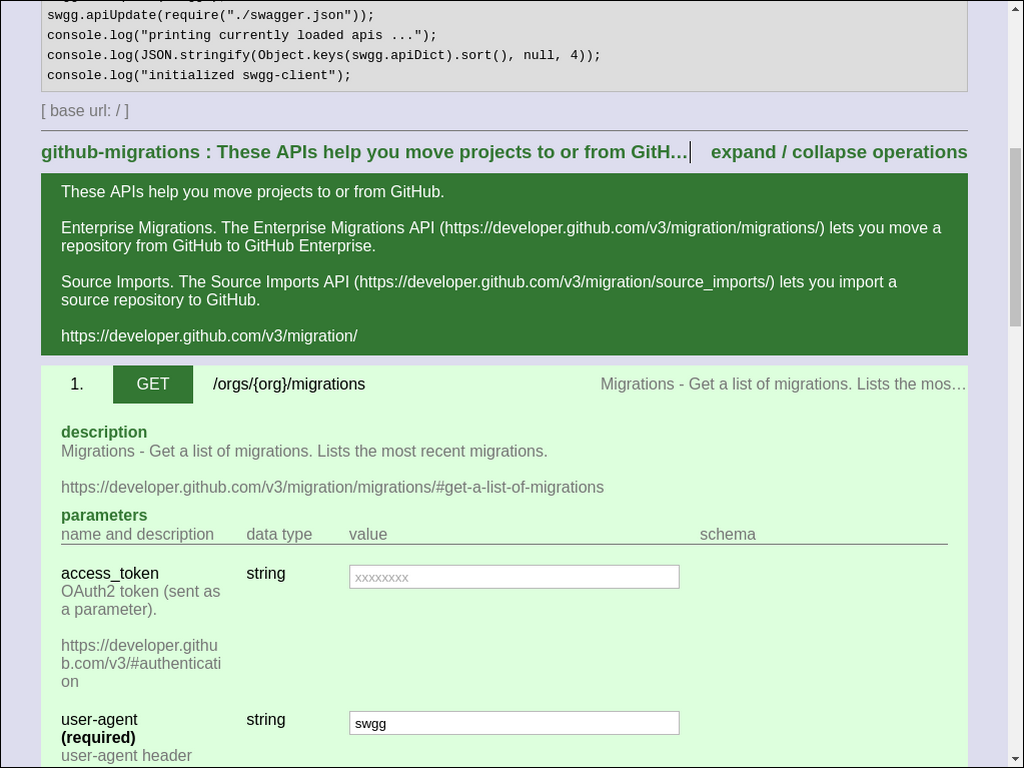 swgg.apiUpdate(require("./swagger.json"));
console.log("printing currently loaded apis ...");
console.log(JSON.stringify(Object.keys(swgg.apiDict).sort(), null, 4));
console.log("initialized swgg-client");
[ base url: / ]
github-migrations : These APIs help you move projects to or from GitH... expand / collapse operations
These APIs help you move projects to or from GitHub.
Enterprise Migrations. The Enterprise Migrations API (https://developer.github.com/v3/migration/migrations/) lets you move a
repository from GitHub to GitHub Enterprise.
Source Imports. The Source Imports API (https://developer.github.com/v3/migration/source_imports/) lets you import a
source repository to GitHub.
https://developer.github.com/v3/migration/
1. GET /orgs/{org}/migrations Migrations - Get a list of migrations. Lists the mos...
description
Migrations - Get a list of migrations. Lists the most recent migrations.
https://developer.github.com/v3/migration/migrations/#get-a-list-of-migrations
parameters
name and description data type value schema
access_token string xxxxxxxx
OAuth2 token (sent as
a parameter).
https://developer.githu
b.com/v3/#authenticati
on
user-agent string swgg
(required)
user-agent header